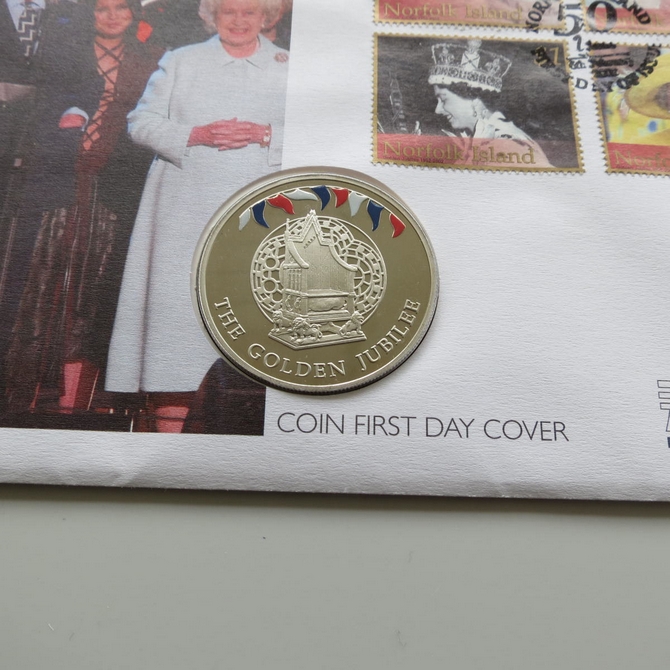 Norfolk Island
Norfolk Island
THE GOLDEN JUBILEE
COIN FIRST DAY COVER